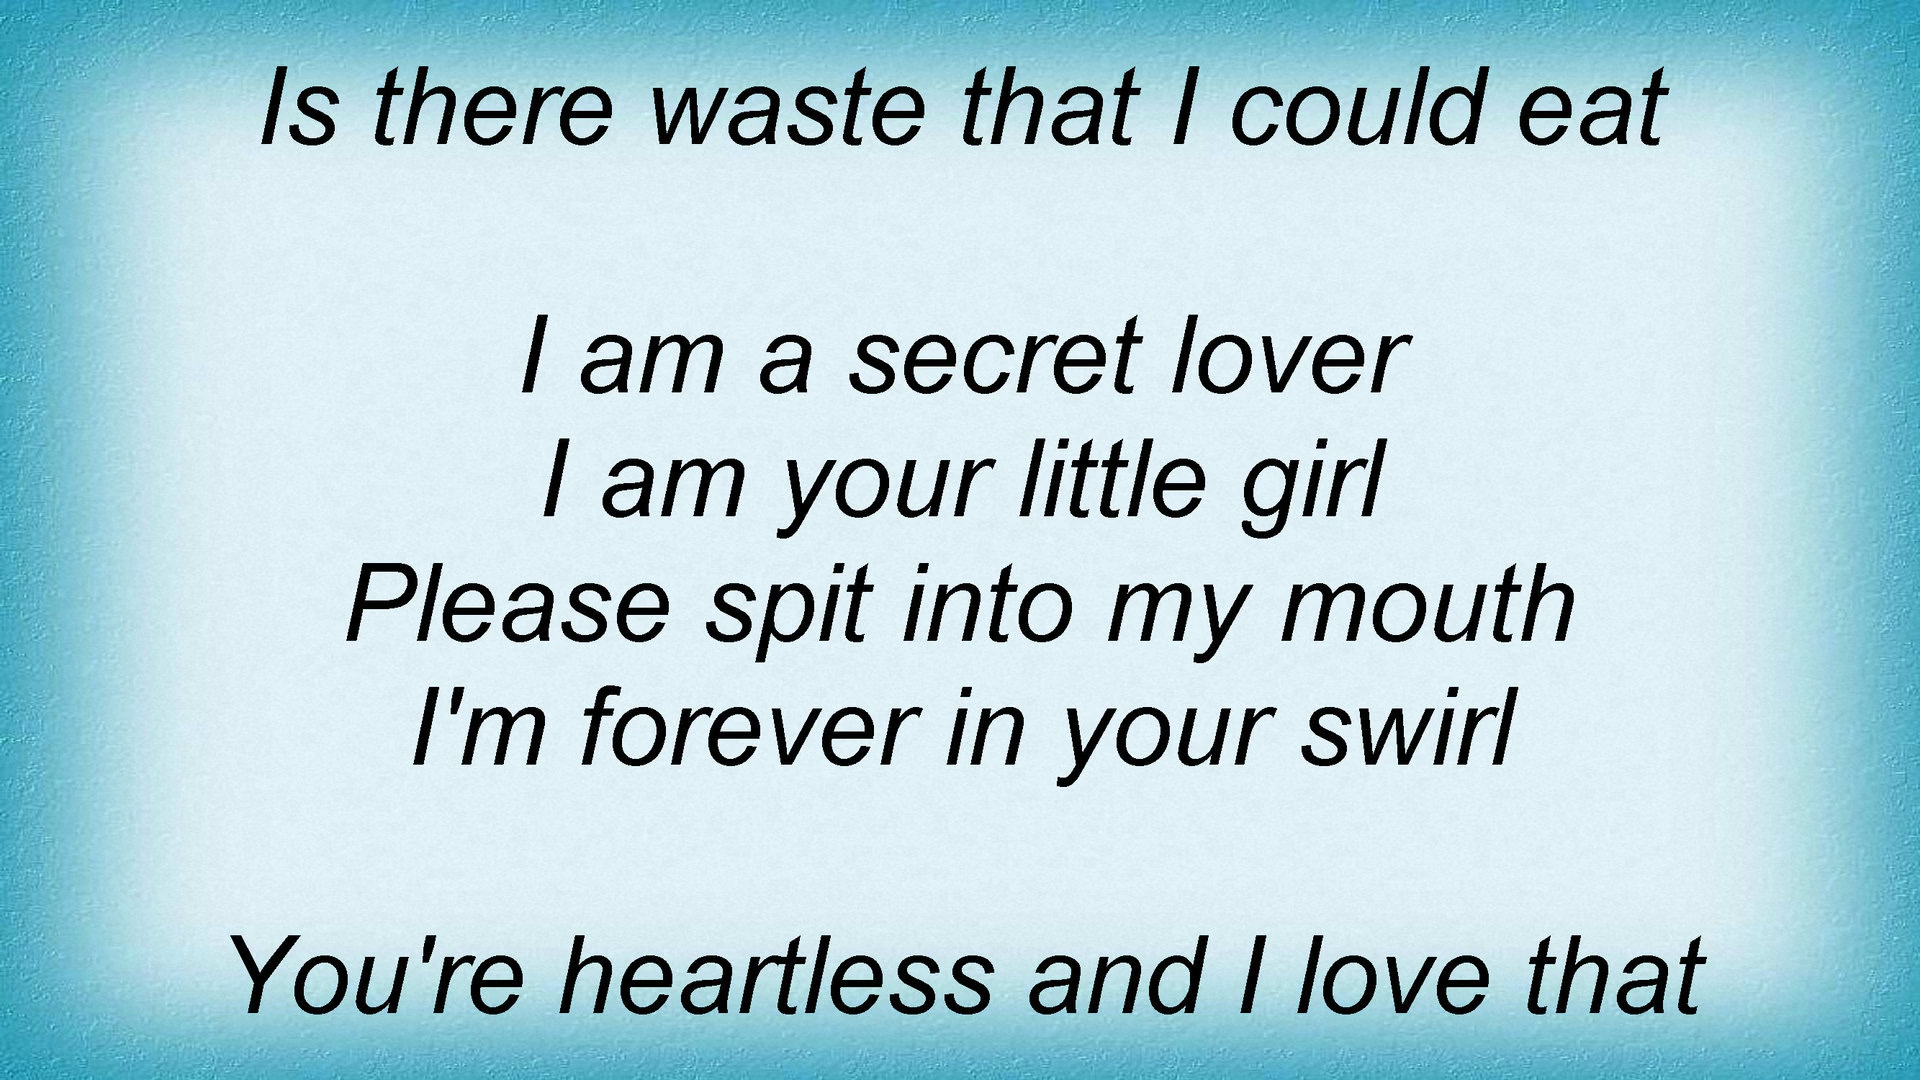 Is there waste that I could eat
I am a secret lover
I am your little girl
Please spit into my mouth
I'm forever in your swirl
You're heartless and I love that